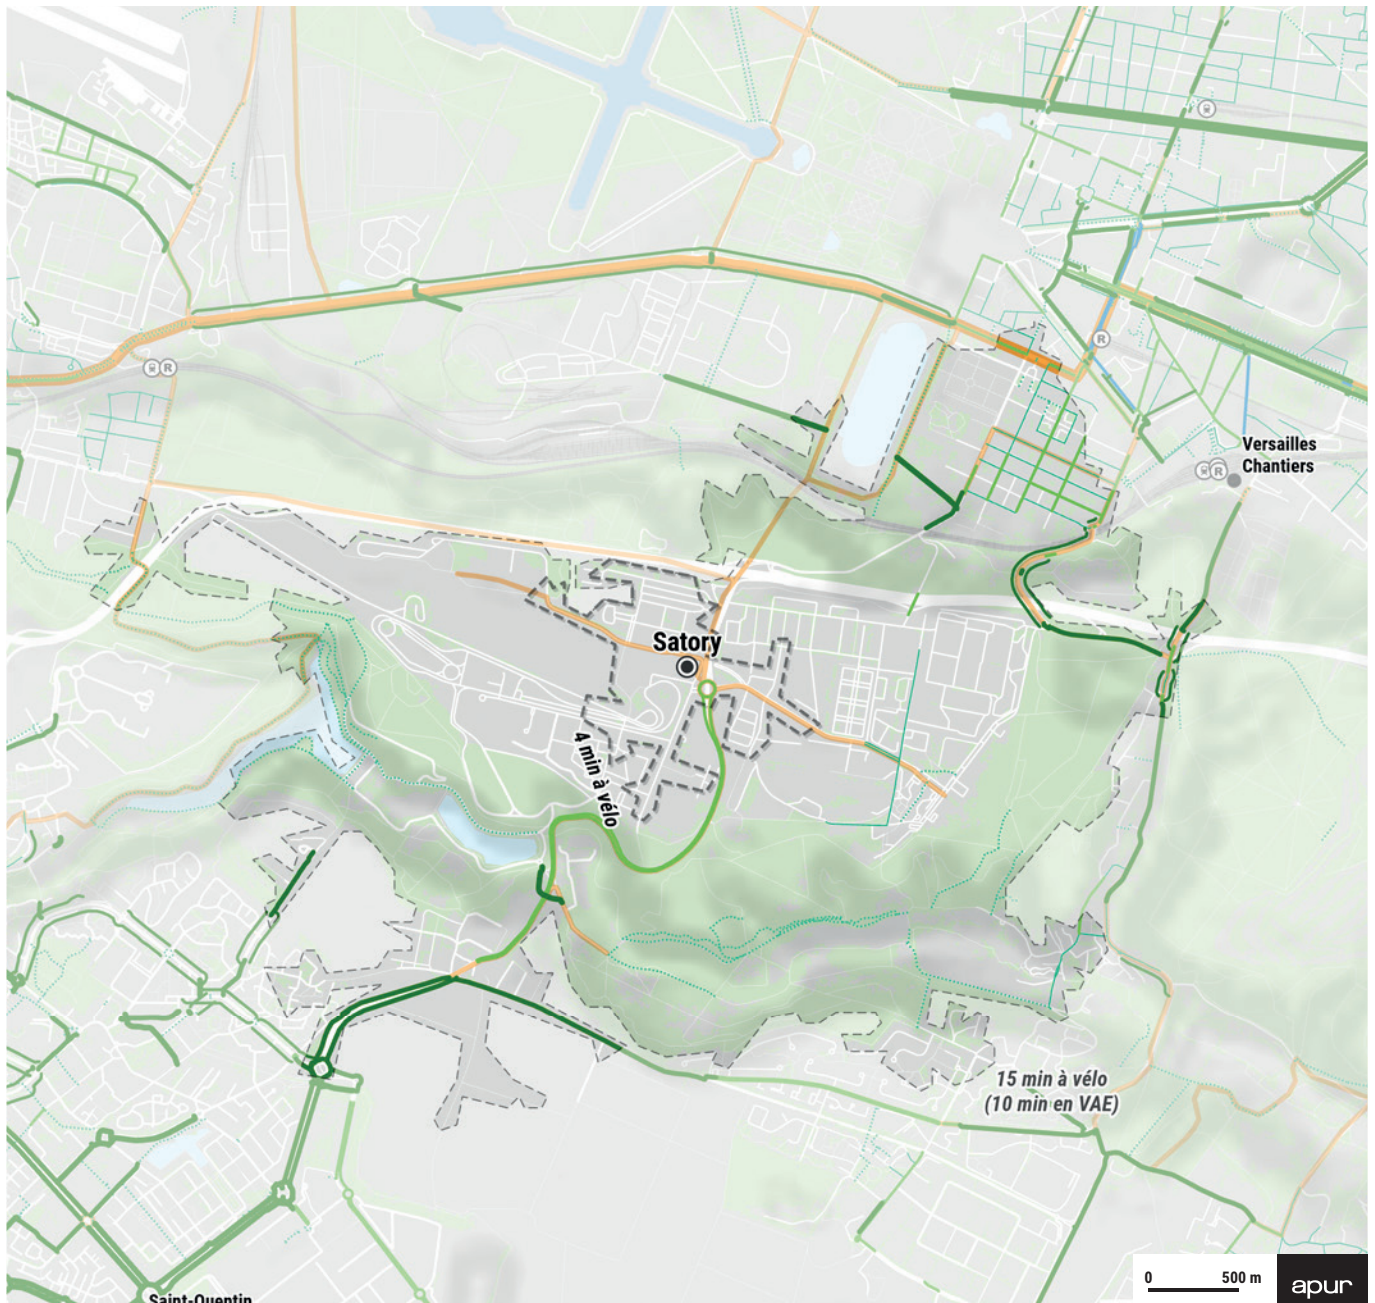 R
Versailles
Chantiers
R
R
Satory
4 min à vélo
15 min à vélo
(10 min en VAE)
0 500 m
apur
Saint-Quentin